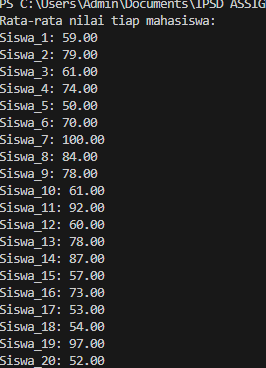 PS C:\Users\Admin\Documents\IPSD ASSIG
Rata-rata nilai tiap mahasiswa:
Siswa_1: 59.00
Siswa_2: 79.00
Siswa_3: 61.00
Siswa_4: 74.00
Siswa_5: 50.00
Siswa_6: 70.00
Siswa_7: 100.00
Siswa_8: 84.00
Siswa_9: 78.00
Siswa_10: 61.00
Siswa_11: 92.00
Siswa_12: 60.00
Siswa_13: 78.00
Siswa_14: 87.00
Siswa_15: 57.00
Siswa_16: 73.00
Siswa_17: 53.00
Siswa_18: 54.00
Siswa_19: 97.00
Siswa_20: 52.00